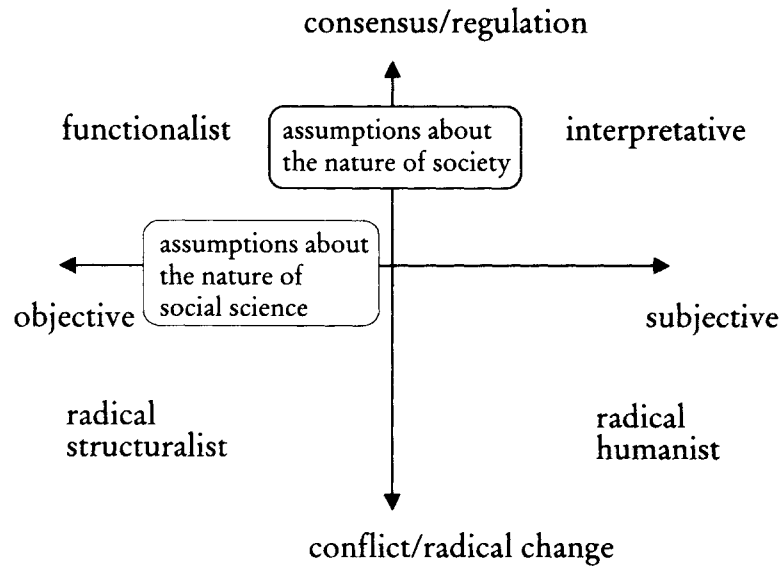 consensus/regulation
functionalist
assumptions about
the nature of society
interpretative
assumptions about
the nature of
social science
objective
subjective
radical
structuralist
radical
humanist
conflict/radical change